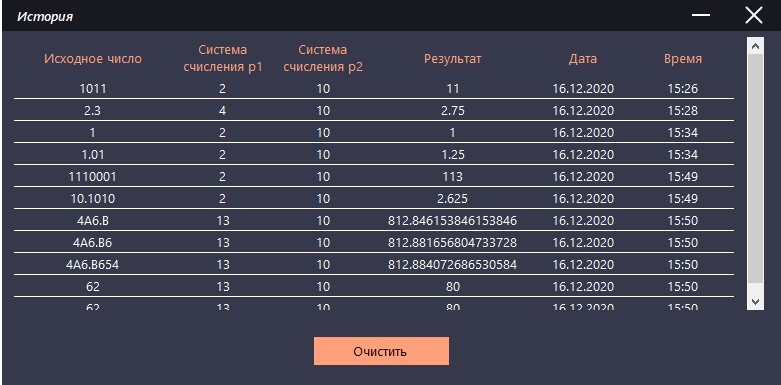 История
Исходное число Система счисления p1 Система счисления p2 Результат Дата Время
1011 2 10 11 16.12.2020 15:26
2.3 4 10 2.75 16.12.2020 15:28
1 2 10 1 16.12.2020 15:34
1.01 2 10 1.25 16.12.2020 15:34
1110001 2 10 113 16.12.2020 15:49
10.1010 2 10 2.625 16.12.2020 15:49
4A6.B 13 10 812.846153846153846 16.12.2020 15:50
4A6.B6 13 10 812.881656804733728 16.12.2020 15:50
4A6.B654 13 10 812.884072686530584 16.12.2020 15:50
62 13 10 80 16.12.2020 15:50
62 13 10 80 16.12.2020 15:50
Очистить